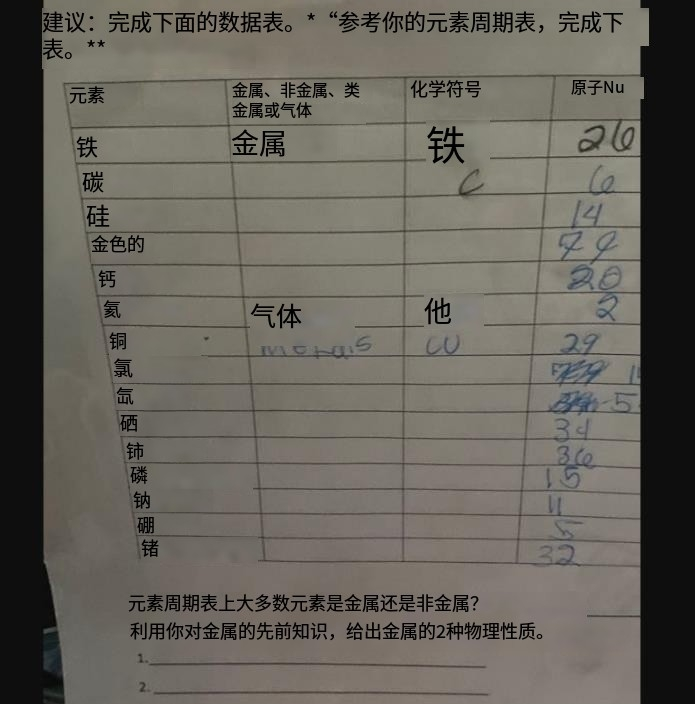 建议：完成下面的数据表。*“参考你的元素周期表，完成下
表。**
元素 金属、非金属、类 化学符号 原子Nu
金属或气体
铁 金属 铁 26
碳 C 6
硅 14
金色的 79
钙 20
氦 气体 他 2
铜 CU 29
氯
氙
硒 34
铈 36
磷 15
钠 11
硼 5
锗 32
元素周期表上大多数元素是金属还是非金属？
利用你对金属的先前知识，给出金属的2种物理性质。
1.
2.